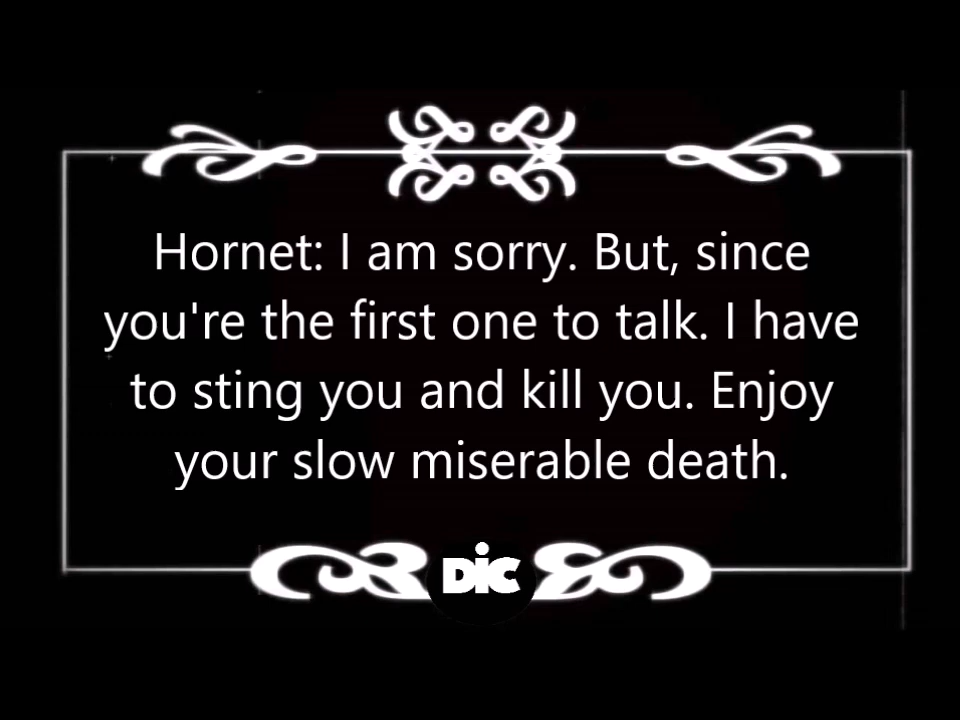 Hornet: I am sorry. But, since
you're the first one to talk. I have
to sting you and kill you. Enjoy
your slow miserable death.
DiC